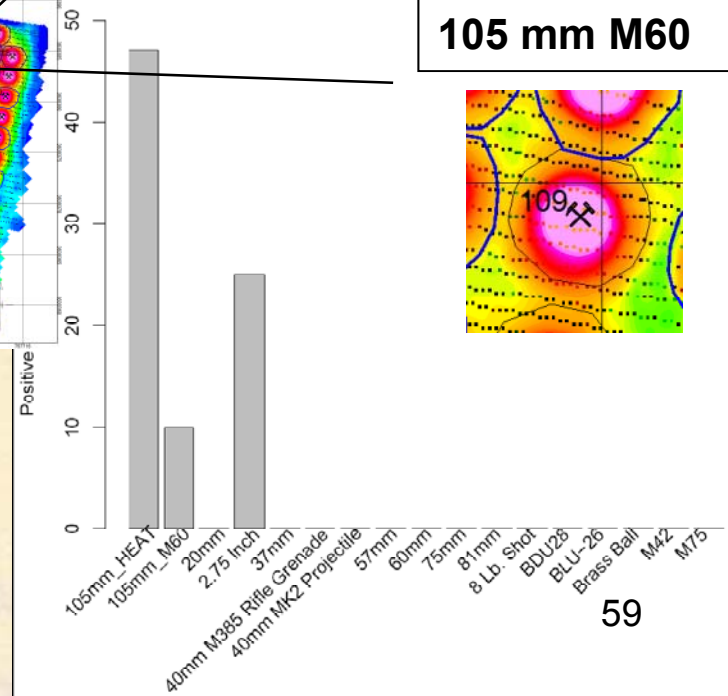 105 mm M60
109
50
40
30
20
10
0
Positive
105mm_HEAT
105mm_M60
20mm
2.75 Inch
37mm
40mm M385 Rifle Grenade
40mm MK2 Projectile
57mm
60mm
75mm
81mm
8 Lb. Shot
BDU28
BLU-26
Brass Ball
M42
M75
59